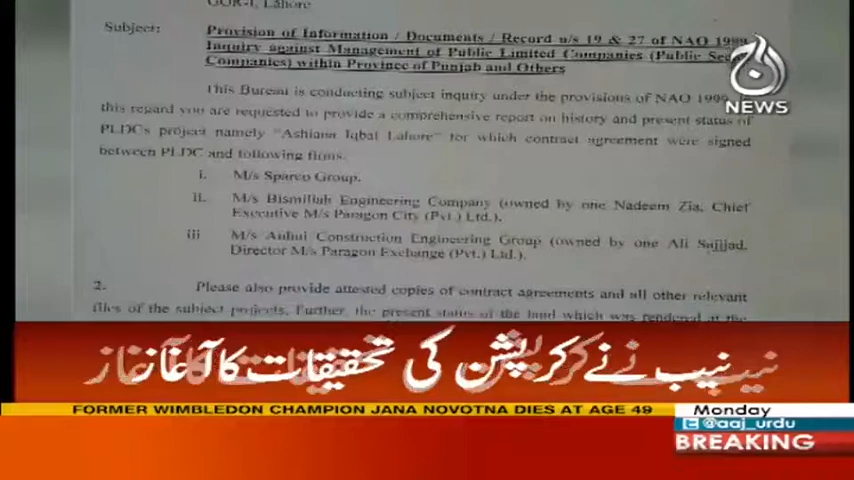 GOR-I, Lahore
Subject: Provision of Information / Documents / Record u/s 19 & 27 of NAO 1999
Inquiry against Management of Public Limited Companies (Public
Companies) within Province of Punjab and Others
This Bureau is conducting subject inquiry under the provisions of NAO 1999.
this regard you are requested to provide a comprehensive report on history and present status of
PLDCs project namely "Ashiana Iqbal Lahore" for which contract agreement were signed
between PLDC and following firms.
i. M/s Sparco Group.
ii. M/s Bismillah Engineering Company (owned by one Nadeem Zia, Chief
Executive M/s Paragon City (Pvt.) Ltd.).
iii M/s Anhui Construction Engineering Group (owned by one Ali Sajjad,
Director M/s Paragon Exchange (Pvt.) Ltd.).
2. Please also provide attested copies of contract agreements and all other relevant
files of the subject projects. Further, the present status of the land which was rendered at the
آج
NEWS
نیب نے کرپشن کی تحقیقات کا آغاز
FORMER WIMBLEDON CHAMPION JANA NOVOTNA DIES AT AGE 49
Monday
@aaj_urdu
BREAKING